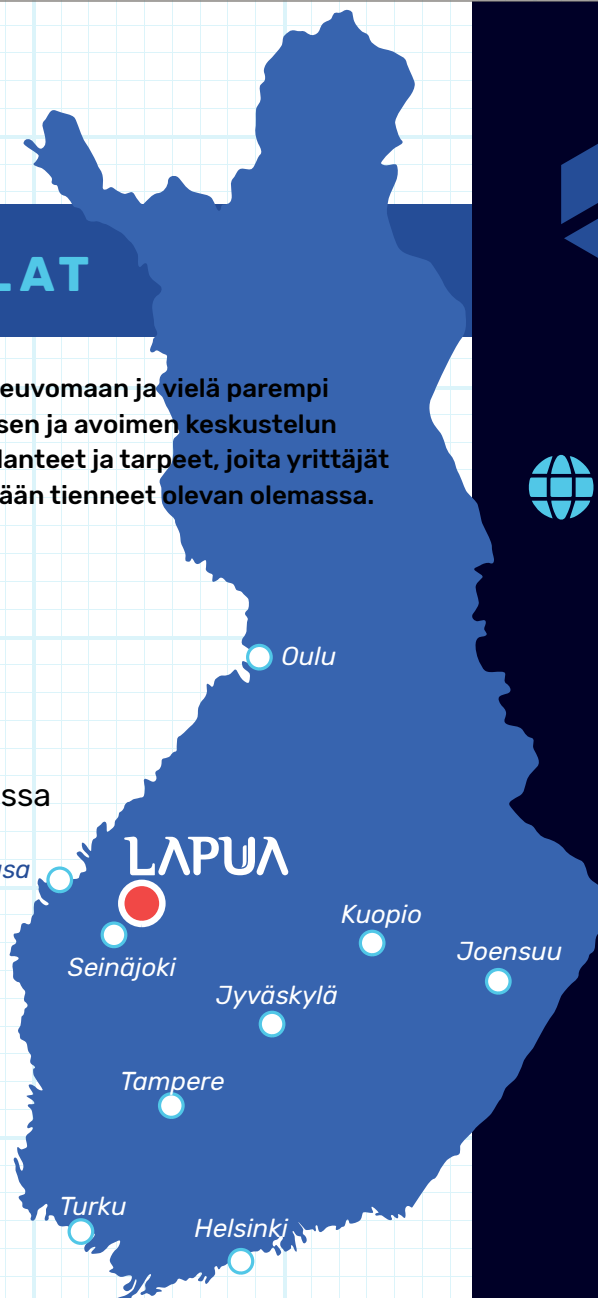 LAT
euvomaan ja vielä parempi
sen ja avoimen keskustelun
lanteet ja tarpeet, joita yrittäjät
ään tienneet olevan olemassa.
Oulu
ssa
LAPUA
sa
Kuopio
Seinäjoki
Joensuu
Jyväskylä
Tampere
Turku
Helsinki